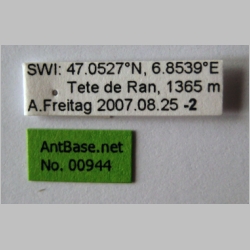 SWI: 47.0527°N, 6.8539°E
Tete de Ran, 1365 m
A.Freitag 2007.08.25 -2
AntBase.net
No. 00944